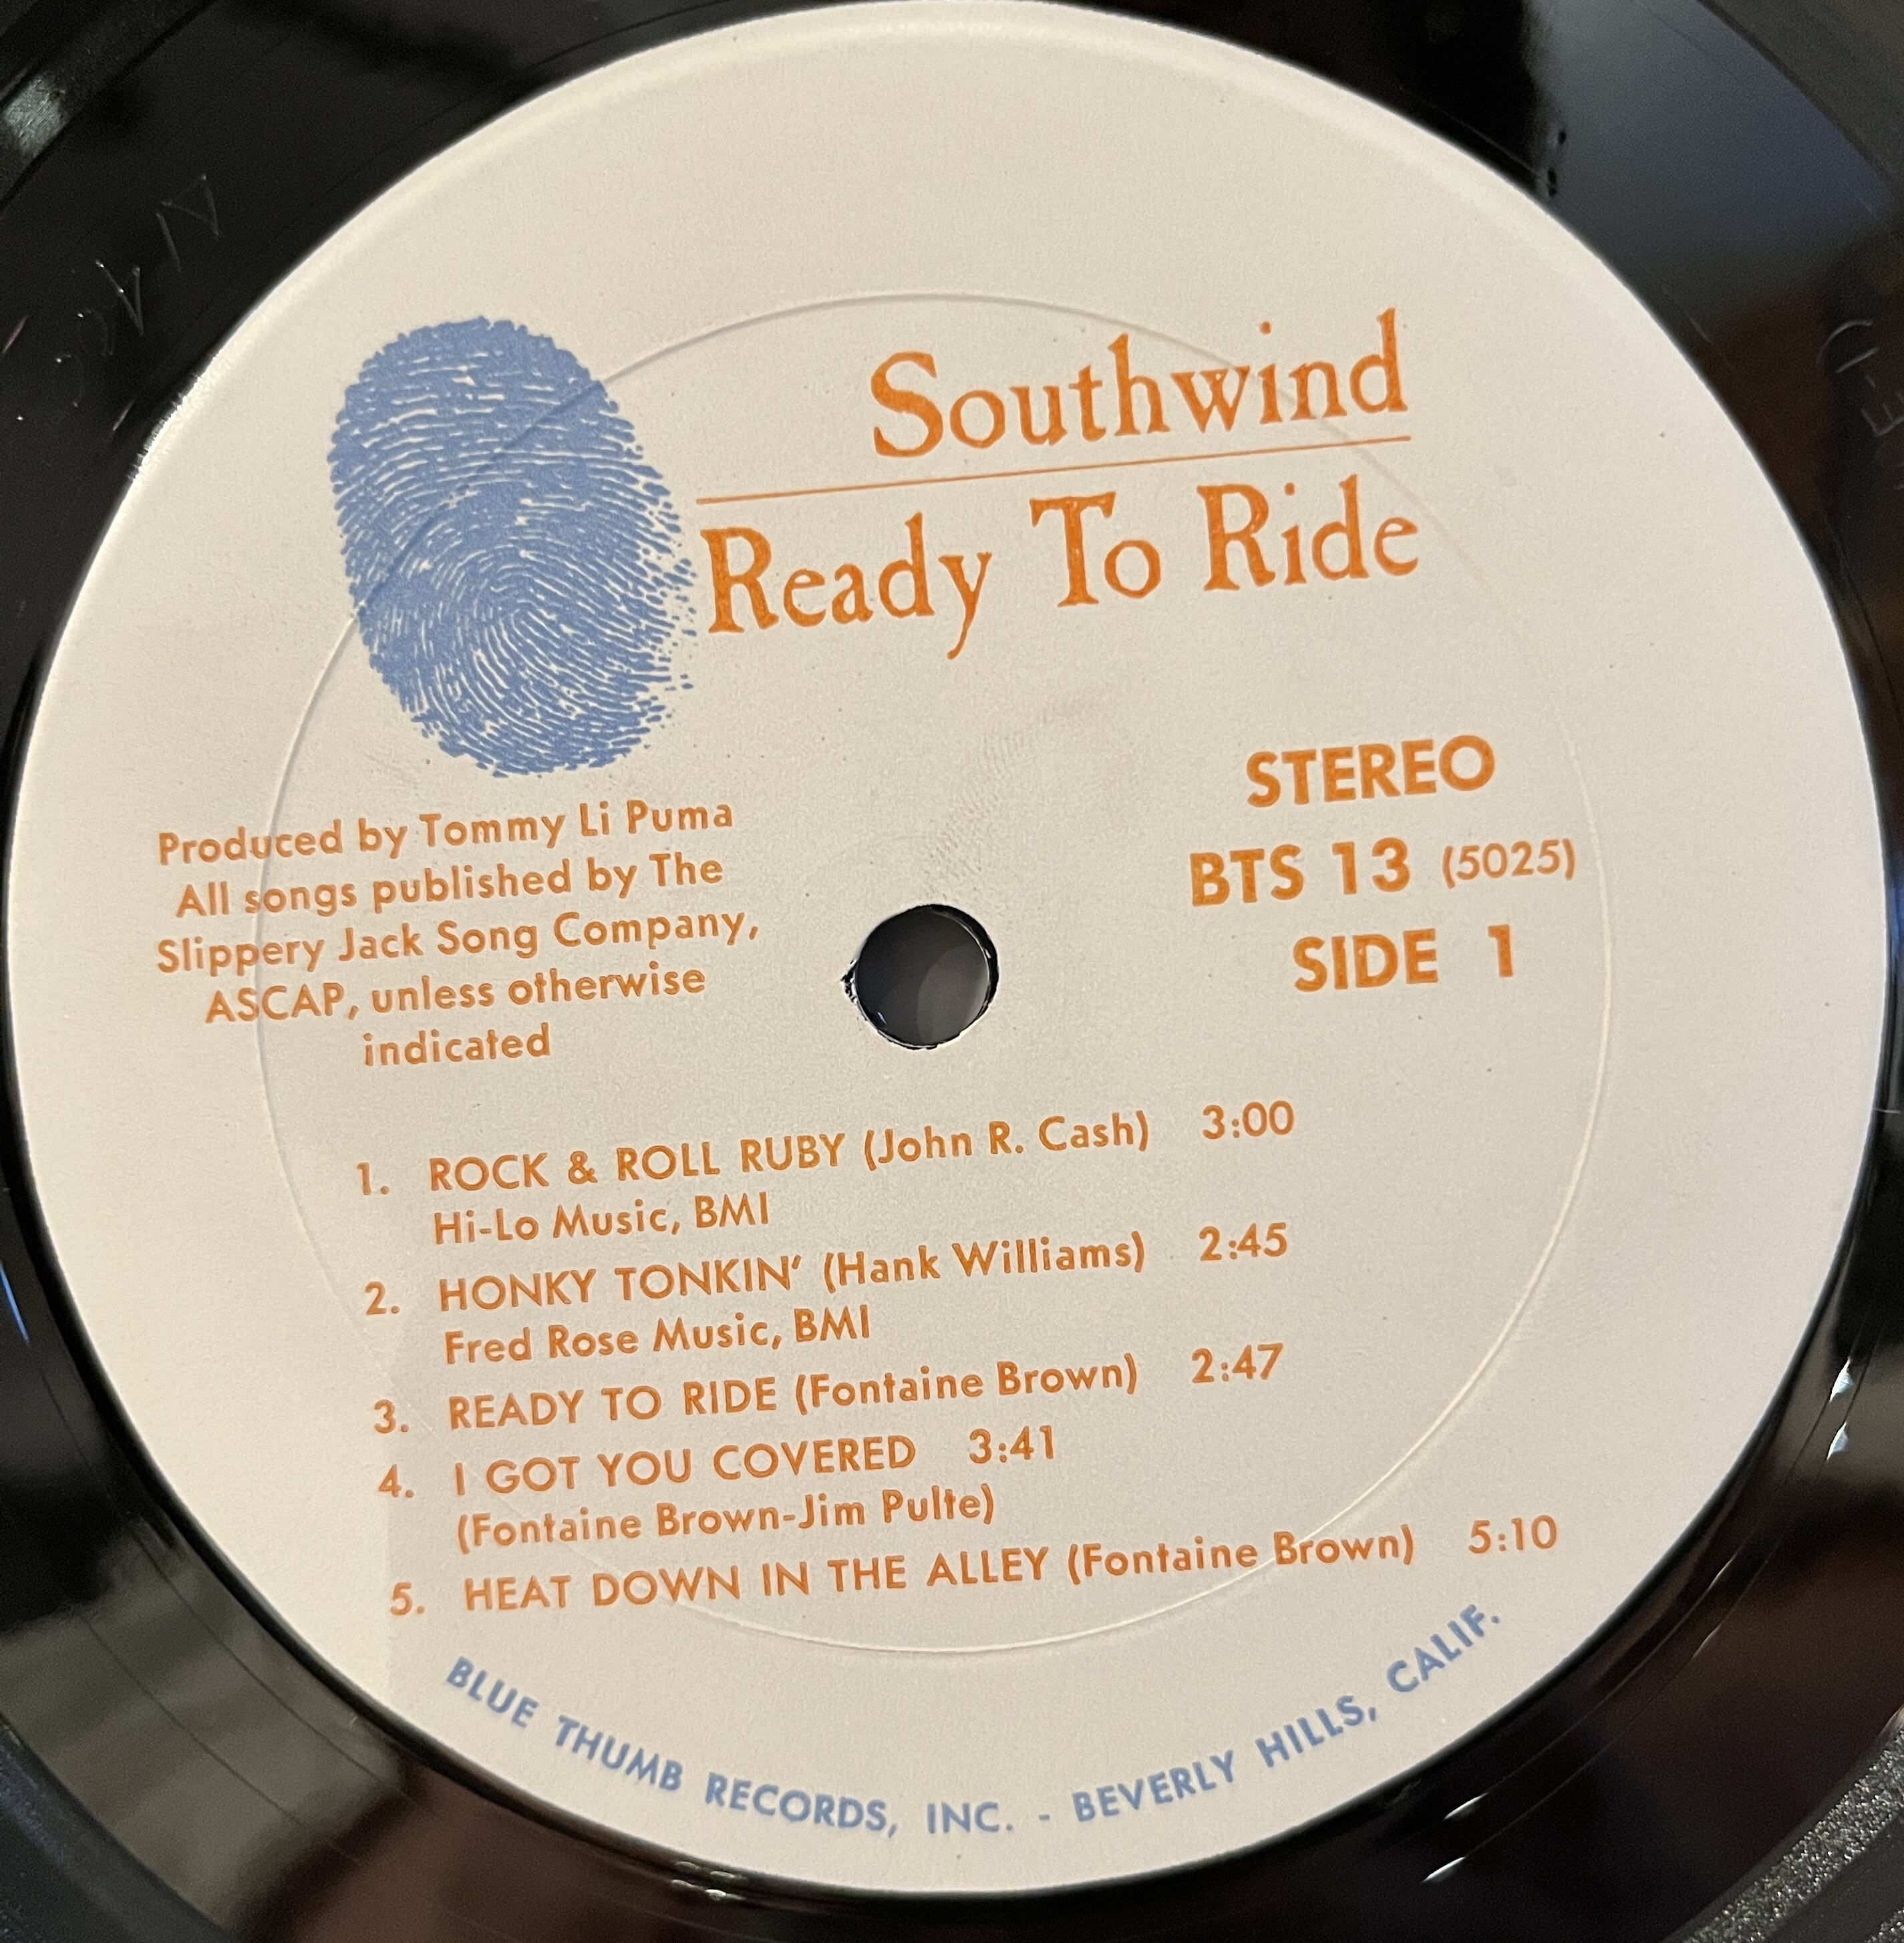 Southwind
Ready To Ride
Produced by Tommy Li Puma
All songs published by The
Slippery Jack Song Company,
ASCAP, unless otherwise
indicated
STEREO
BTS 13 (5025)
SIDE 1
1. ROCK & ROLL RUBY (John R. Cash) 3:00
Hi-Lo Music, BMI
2. HONKY TONKIN' (Hank Williams) 2:45
Fred Rose Music, BMI
3. READY TO RIDE (Fontaine Brown) 2:47
4. I GOT YOU COVERED 3:41
(Fontaine Brown-Jim Pulte)
5. HEAT DOWN IN THE ALLEY (Fontaine Brown) 5:10
BLUE THUMB RECORDS, INC. - BEVERLY HILLS, CALIF.